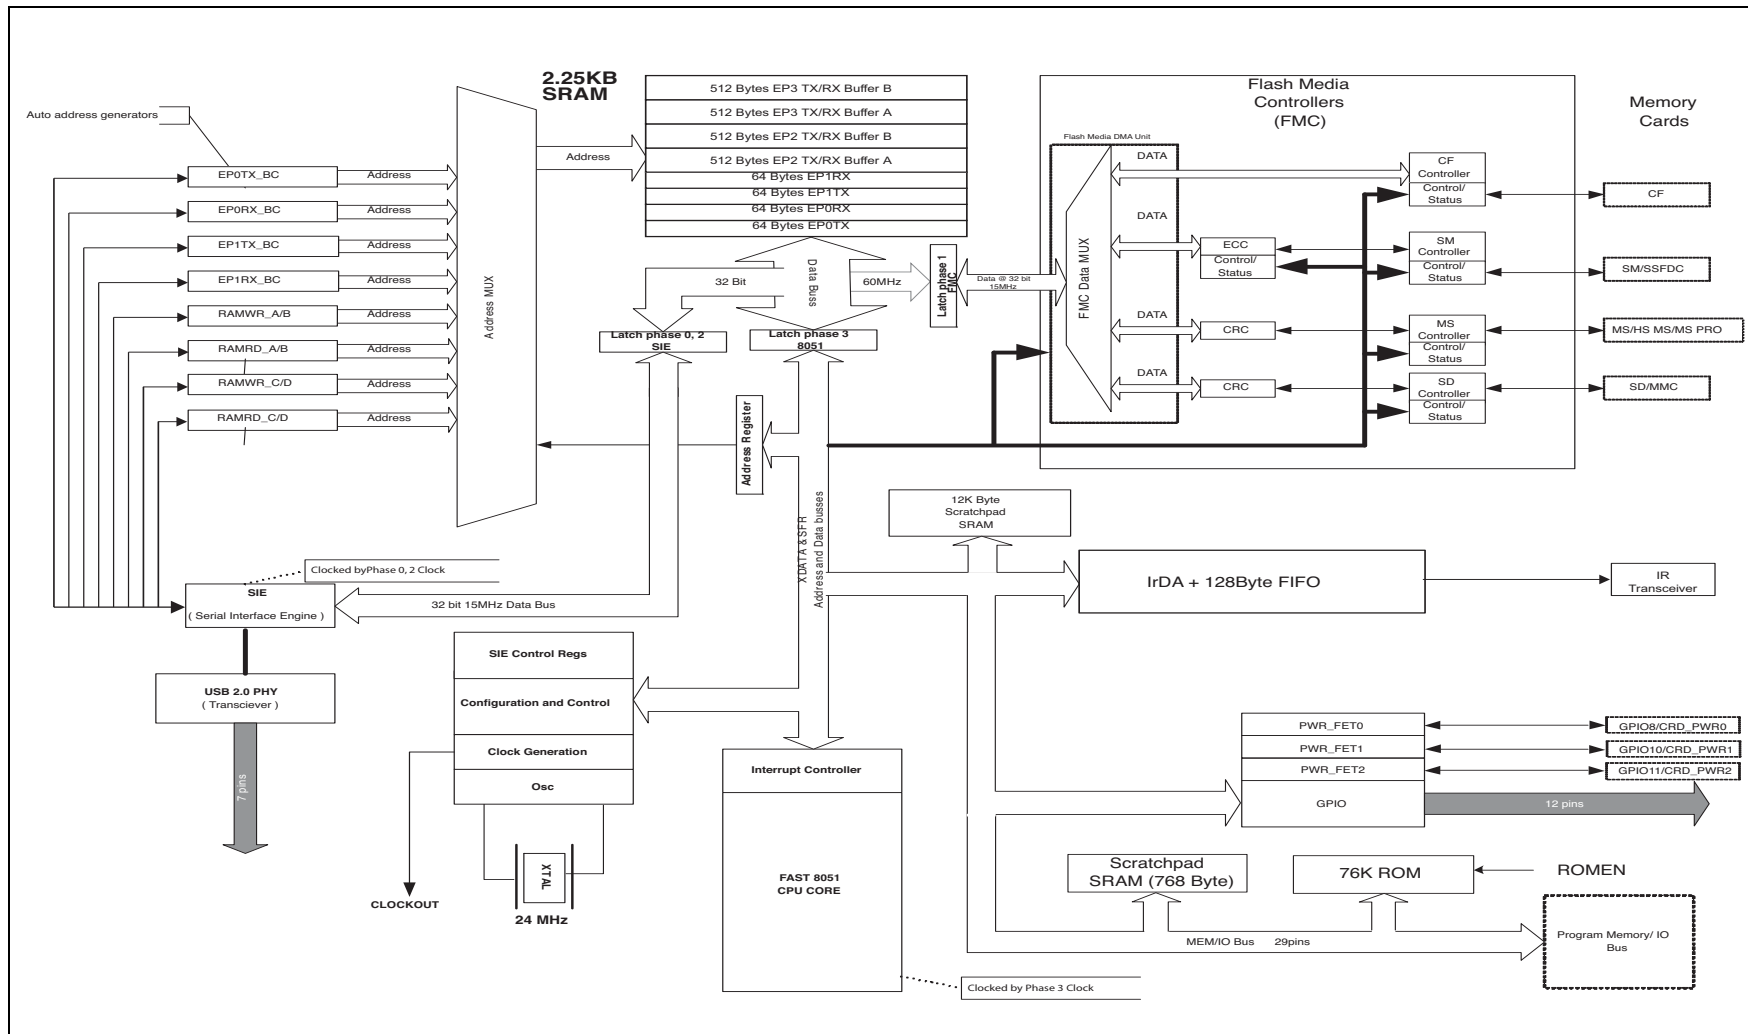 2.25KB
SRAM
Auto address generators
EP0TX_BC
Address
EP0RX_BC
Address
EP1TX_BC
Address
EP1RX_BC
Address
RAMWR_A/B
Address
RAMRD_A/B
Address
RAMWR_C/D
Address
RAMRD_C/D
Address
Address MUX
Address
512 Bytes EP3 TX/RX Buffer B
512 Bytes EP3 TX/RX Buffer A
512 Bytes EP2 TX/RX Buffer B
512 Bytes EP2 TX/RX Buffer A
64 Bytes EP1RX
64 Bytes EP1TX
64 Bytes EP0RX
64 Bytes EP0TX
32 Bit
Data Buss
60MHz
Latch phase 1
FMC
Data @ 32 bit
15MHz
Latch phase 0, 2
SIE
Latch phase 3
8051
Address Register
Flash Media
Controllers
(FMC)
Flash Media DMA Unit
FMC Data MUX
DATA
DATA
DATA
DATA
ECC
Control/
Status
CRC
CRC
CF
Controller
Control/
Status
SM
Controller
Control/
Status
MS
Controller
Control/
Status
SD
Controller
Control/
Status
Memory
Cards
CF
SM/SSFDC
MS/HS MS/MS PRO
SD/MMC
XDATA & SFR
Address and Data busses
12K Byte
Scratchpad
SRAM
IrDA + 128Byte FIFO
IR
Transceiver
Clocked byPhase 0, 2 Clock
SIE
( Serial Interface Engine )
32 bit 15MHz Data Bus
USB 2.0 PHY
( Transciever )
7 pins
SIE Control Regs
Configuration and Control
Clock Generation
Osc
XTAL
24 MHz
CLOCKOUT
Interrupt Controller
FAST 8051
CPU CORE
Clocked by Phase 3 Clock
PWR_FET0
PWR_FET1
PWR_FET2
GPIO
GPIO8/CRD_PWR0
GPIO10/CRD_PWR1
GPIO11/CRD_PWR2
12 pins
Scratchpad
SRAM (768 Byte)
76K ROM
ROMEN
MEM/IO Bus 29pins
Program Memory/ IO
Bus